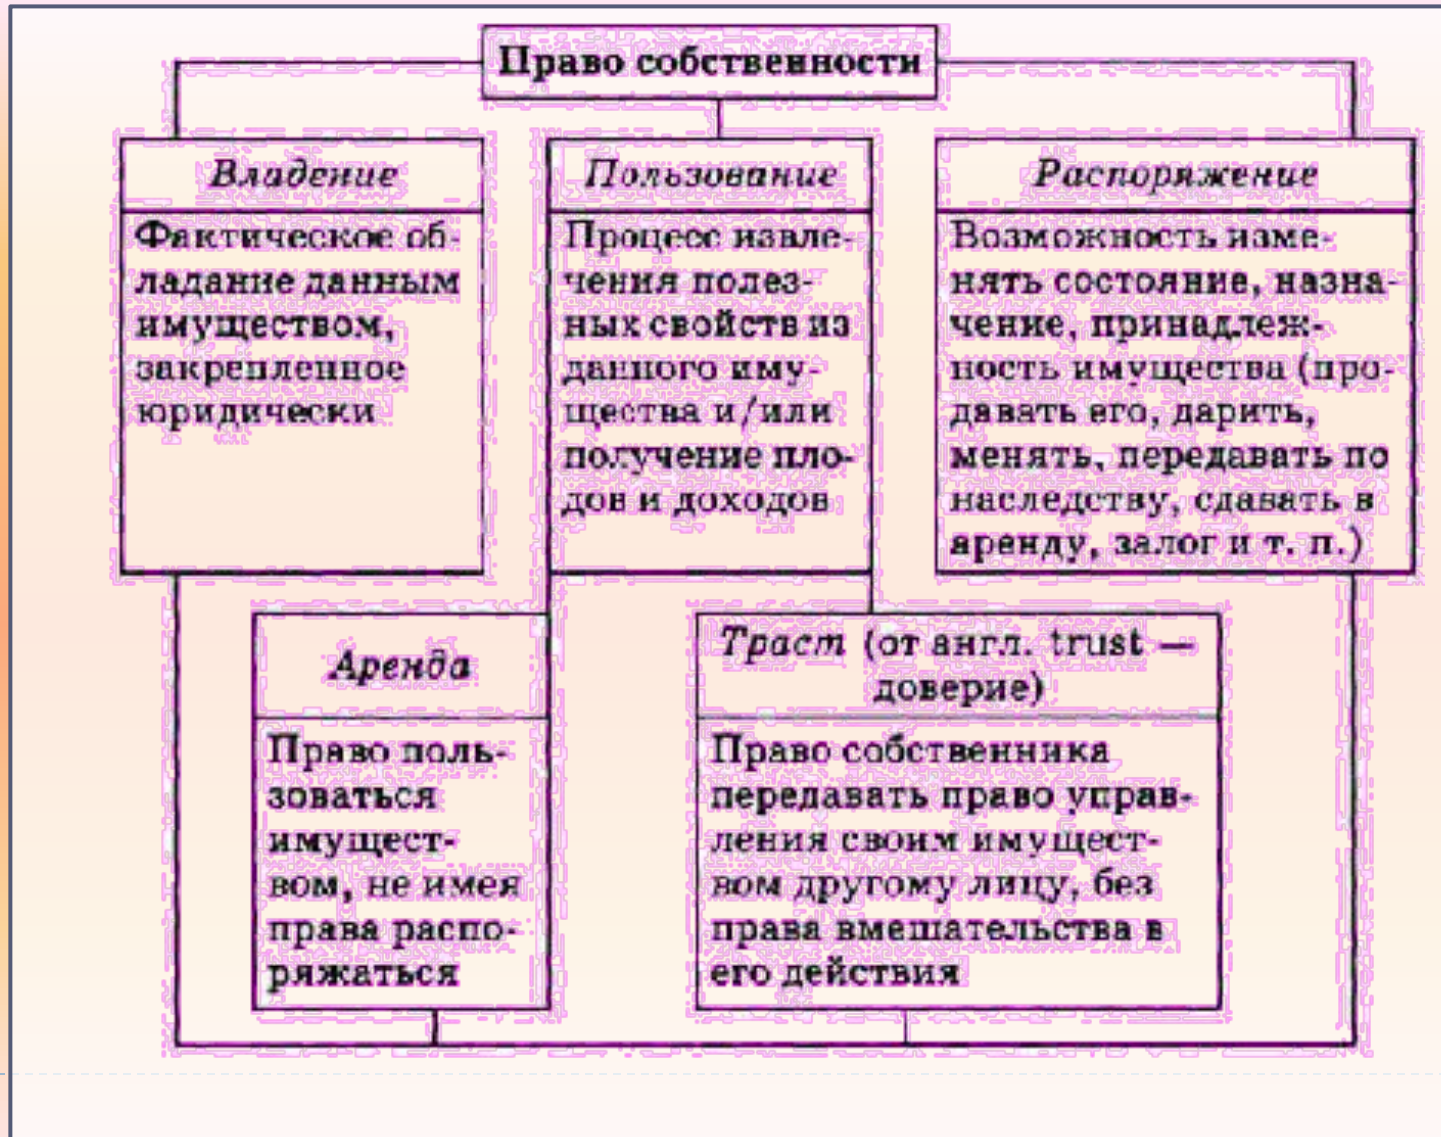 Право собственности
Владение
Фактическое об-
ладание данным
имуществом,
закрепленное
юридически
Пользование
Процесс извле-
чения полез-
ных свойств из
данного иму-
щества и/или
получение пло-
дов и доходов
Распоряжение
Возможность изме-
нять состояние, назна-
чение, принадлеж-
ность имущества (про-
давать его, дарить,
менять, передавать по
наследству, сдавать в
аренду, залог и т. п.)
Аренда
Право поль-
зоваться
имущест-
вом, не имея
права распо-
ряжаться
Траст (от англ. trust —
доверие)
Право собственника
передавать право управ-
ления своим имущест-
вом другому лицу, без
права вмешательства в
его действия